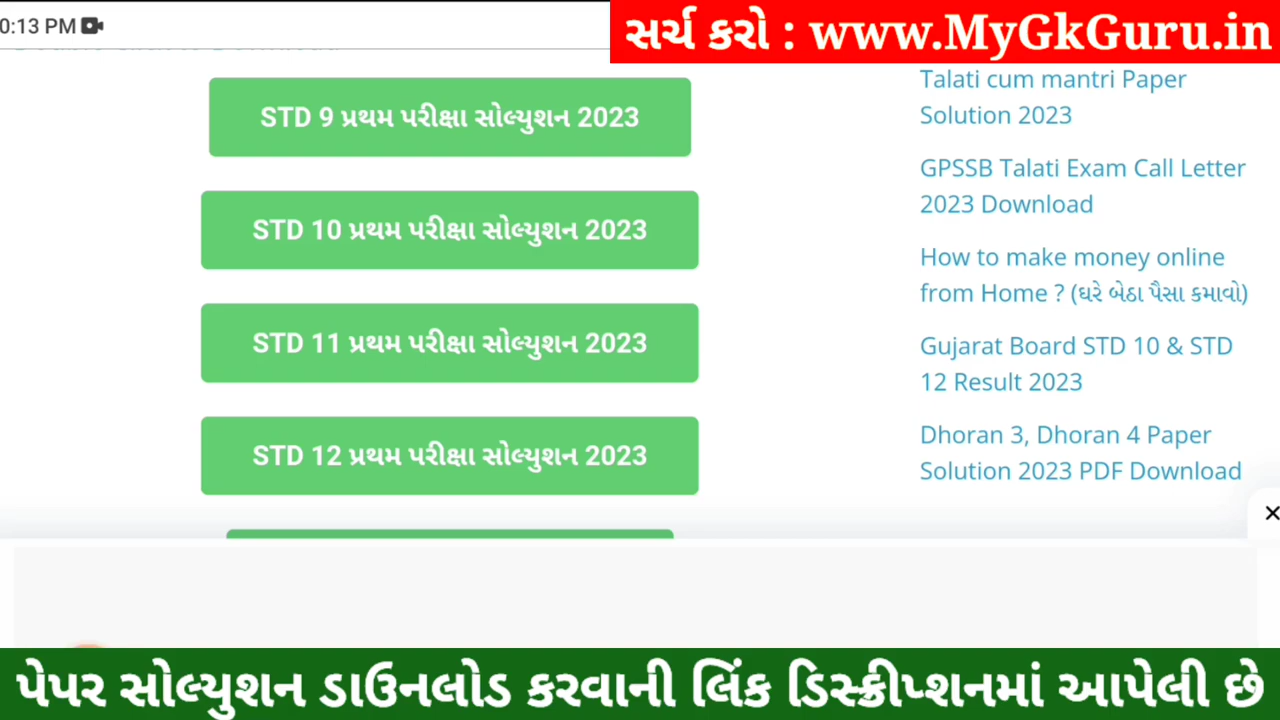 0:13 PM
સર્ચ કરો : www.MyGkGuru.in
STD 9 પ્રથમ પરીક્ષા સોલ્યુશન 2023
STD 10 પ્રથમ પરીક્ષા સોલ્યુશન 2023
STD 11 પ્રથમ પરીક્ષા સોલ્યુશન 2023
STD 12 પ્રથમ પરીક્ષા સોલ્યુશન 2023
Talati cum mantri Paper
Solution 2023
GPSSB Talati Exam Call Letter
2023 Download
How to make money online
from Home ? (ઘરે બેઠા પૈસા કમાવો)
Gujarat Board STD 10 & STD
12 Result 2023
Dhoran 3, Dhoran 4 Paper
Solution 2023 PDF Download
પેપર સોલ્યુશન ડાઉનલોડ કરવાની લિંક ડિસ્ક્રીપ્શનમાં આપેલી છે